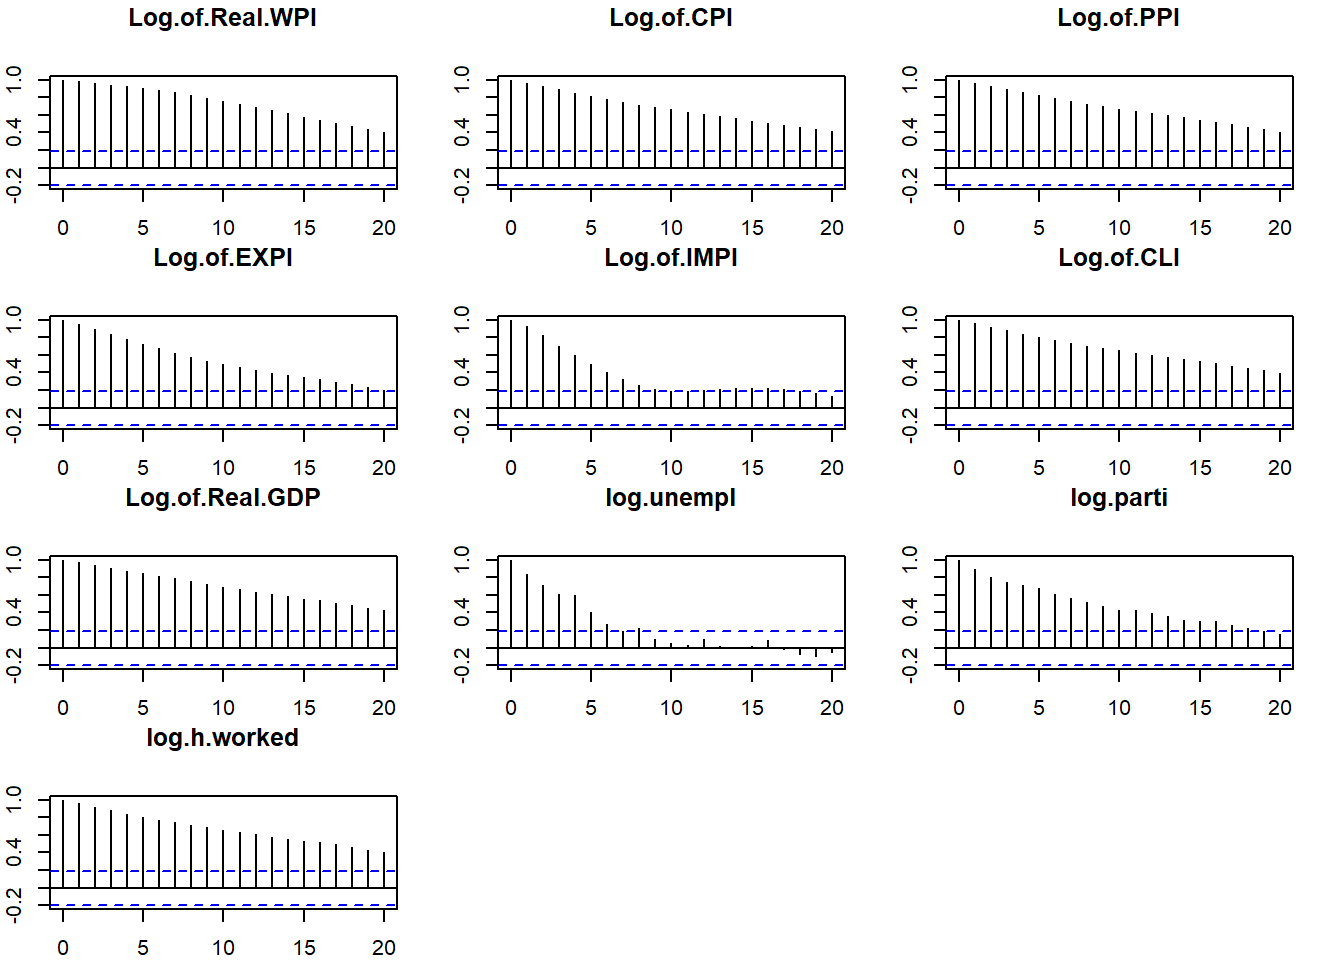 Log.of.Real.WPI Log.of.CPI Log.of.PPI
1.0 1.0 1.0
0.4 0.4 0.4
-0.2 -0.2 -0.2
0 5 10 15 20 0 5 10 15 20 0 5 10 15 20
Log.of.EXPI Log.of.IMPI Log.of.CLI
1.0 1.0 1.0
0.4 0.4 0.4
-0.2 -0.2 -0.2
0 5 10 15 20 0 5 10 15 20 0 5 10 15 20
Log.of.Real.GDP log.unempl log.parti
1.0 1.0 1.0
0.4 0.4 0.4
-0.2 -0.2 -0.2
0 5 10 15 20 0 5 10 15 20 0 5 10 15 20
log.h.worked
1.0
0.4
-0.2
0 5 10 15 20